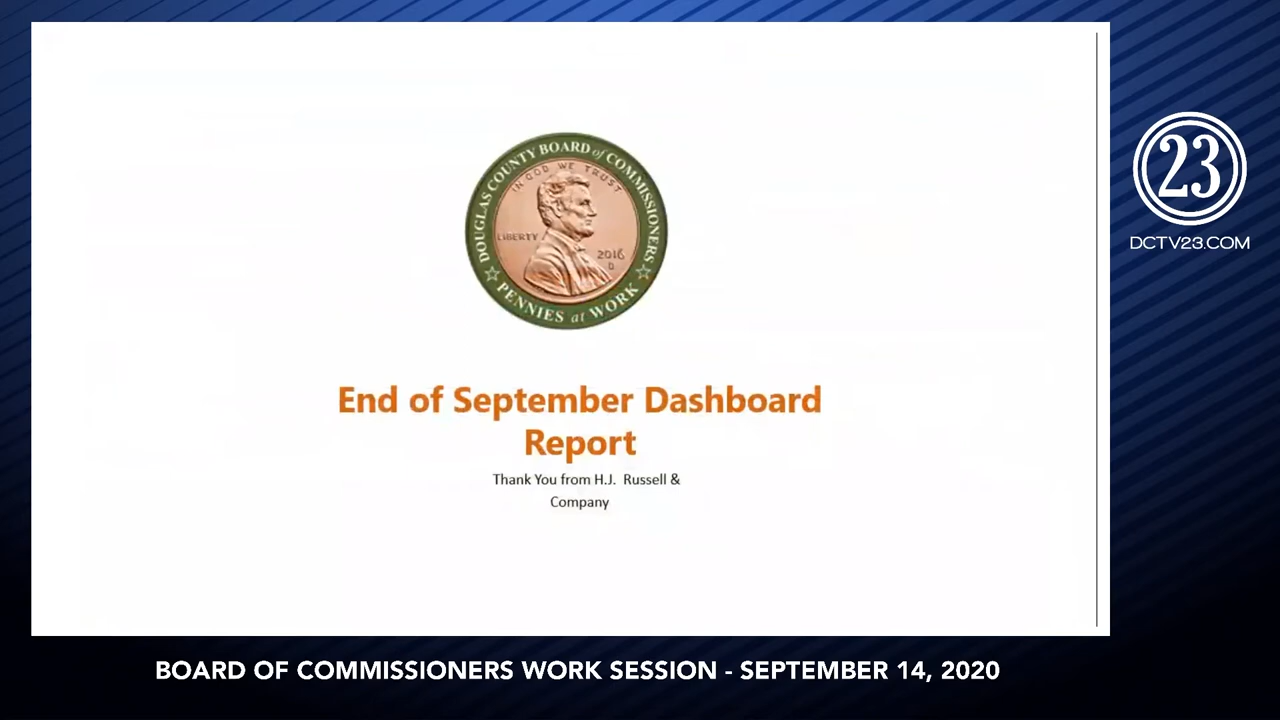 DOUGLAS COUNTY BOARD of COMMISSIONERS
IN GOD WE TRUST
LIBERTY
2016
D
PENNIES at WORK
23
DCTV23.COM
End of September Dashboard
Report
Thank You from H.J. Russell &
Company
BOARD OF COMMISSIONERS WORK SESSION - SEPTEMBER 14, 2020